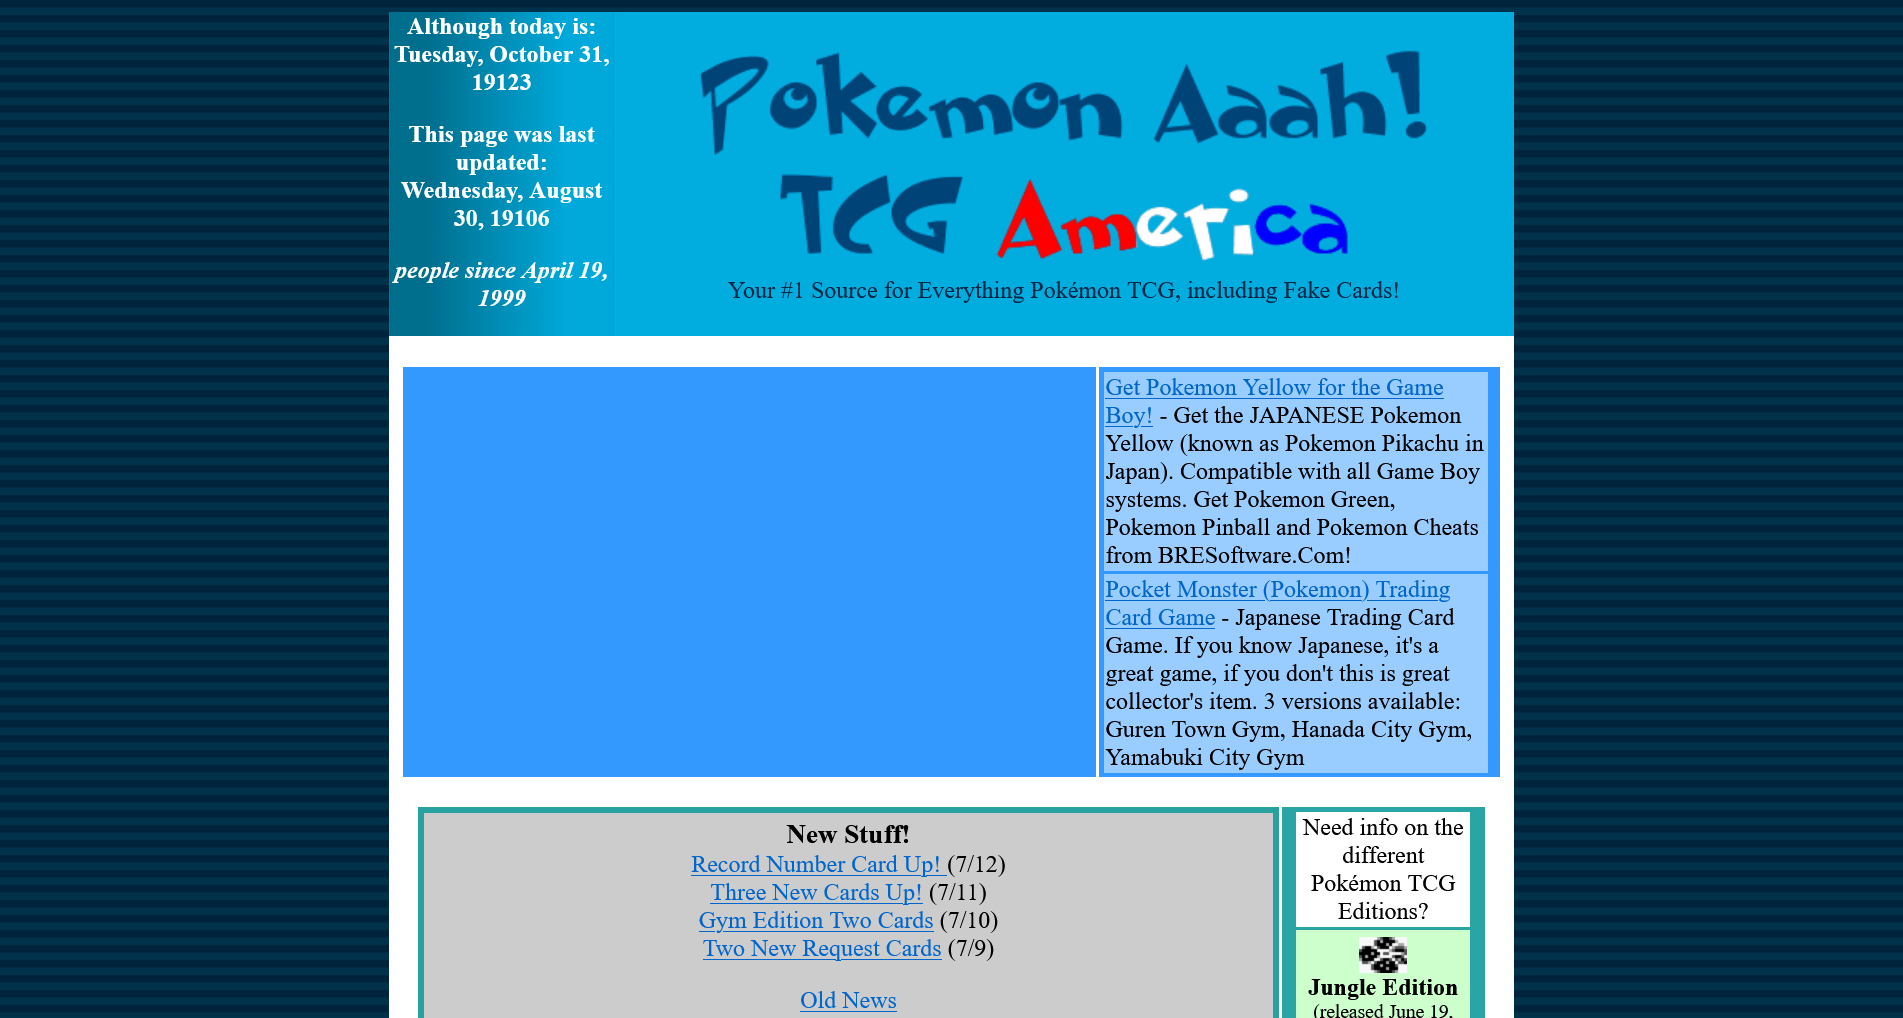 Although today is:
Tuesday, October 31,
19123
This page was last
updated:
Wednesday, August
30, 19106
people since April 19,
1999
Pokemon Aaah!
TCG America
Your #1 Source for Everything Pokémon TCG, including Fake Cards!
Get Pokemon Yellow for the Game
Boy! - Get the JAPANESE Pokemon
Yellow (known as Pokemon Pikachu in
Japan). Compatible with all Game Boy
systems. Get Pokemon Green,
Pokemon Pinball and Pokemon Cheats
from BRESoftware.Com!
Pocket Monster (Pokemon) Trading
Card Game - Japanese Trading Card
Game. If you know Japanese, it's a
great game, if you don't this is great
collector's item. 3 versions available:
Guren Town Gym, Hanada City Gym,
Yamabuki City Gym
New Stuff!
Record Number Card Up! (7/12)
Three New Cards Up! (7/11)
Gym Edition Two Cards (7/10)
Two New Request Cards (7/9)
Old News
Need info on the
different
Pokémon TCG
Editions?
Jungle Edition
(released June 19,